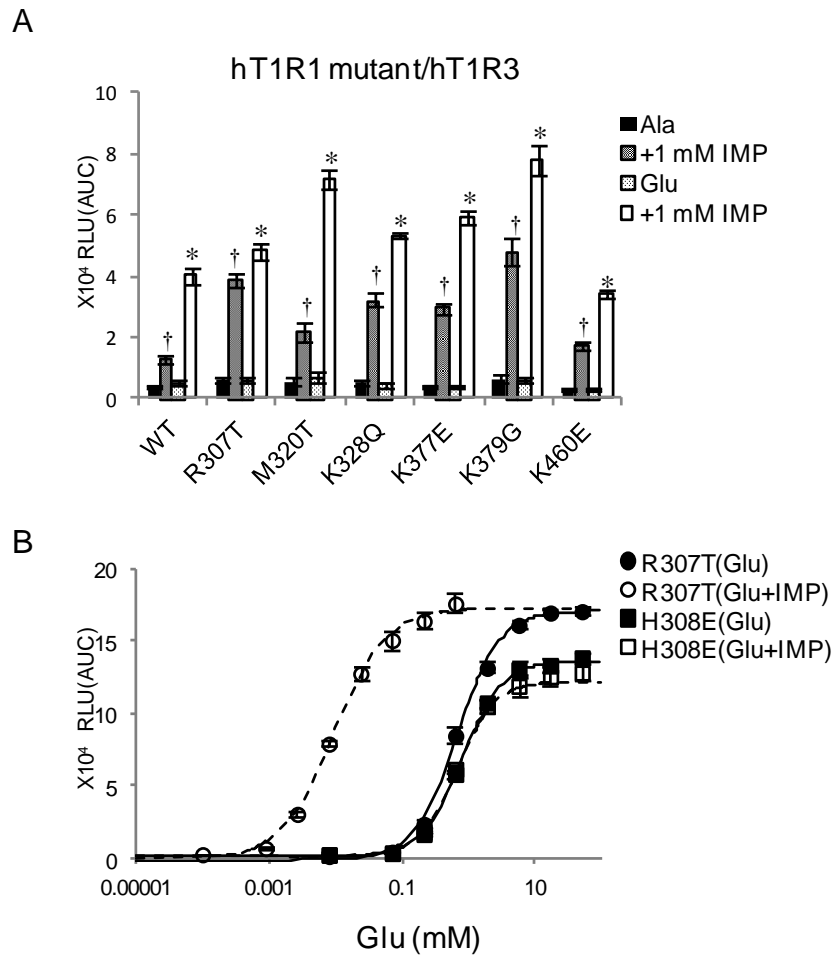 A
hT1R1 mutant/hT1R3
X10⁴ RLU(AUC)
10
8
6
4
2
0
† * † * † * † * † * † * † *
WT R307T M320T K328Q K377E K379G K460E
Ala
+1 mM IMP
Glu
+1 mM IMP
B
X10⁴ RLU(AUC)
20
15
10
5
0
0.00001 0.001 0.1 10
Glu (mM)
R307T(Glu)
R307T(Glu+IMP)
H308E(Glu)
H308E(Glu+IMP)